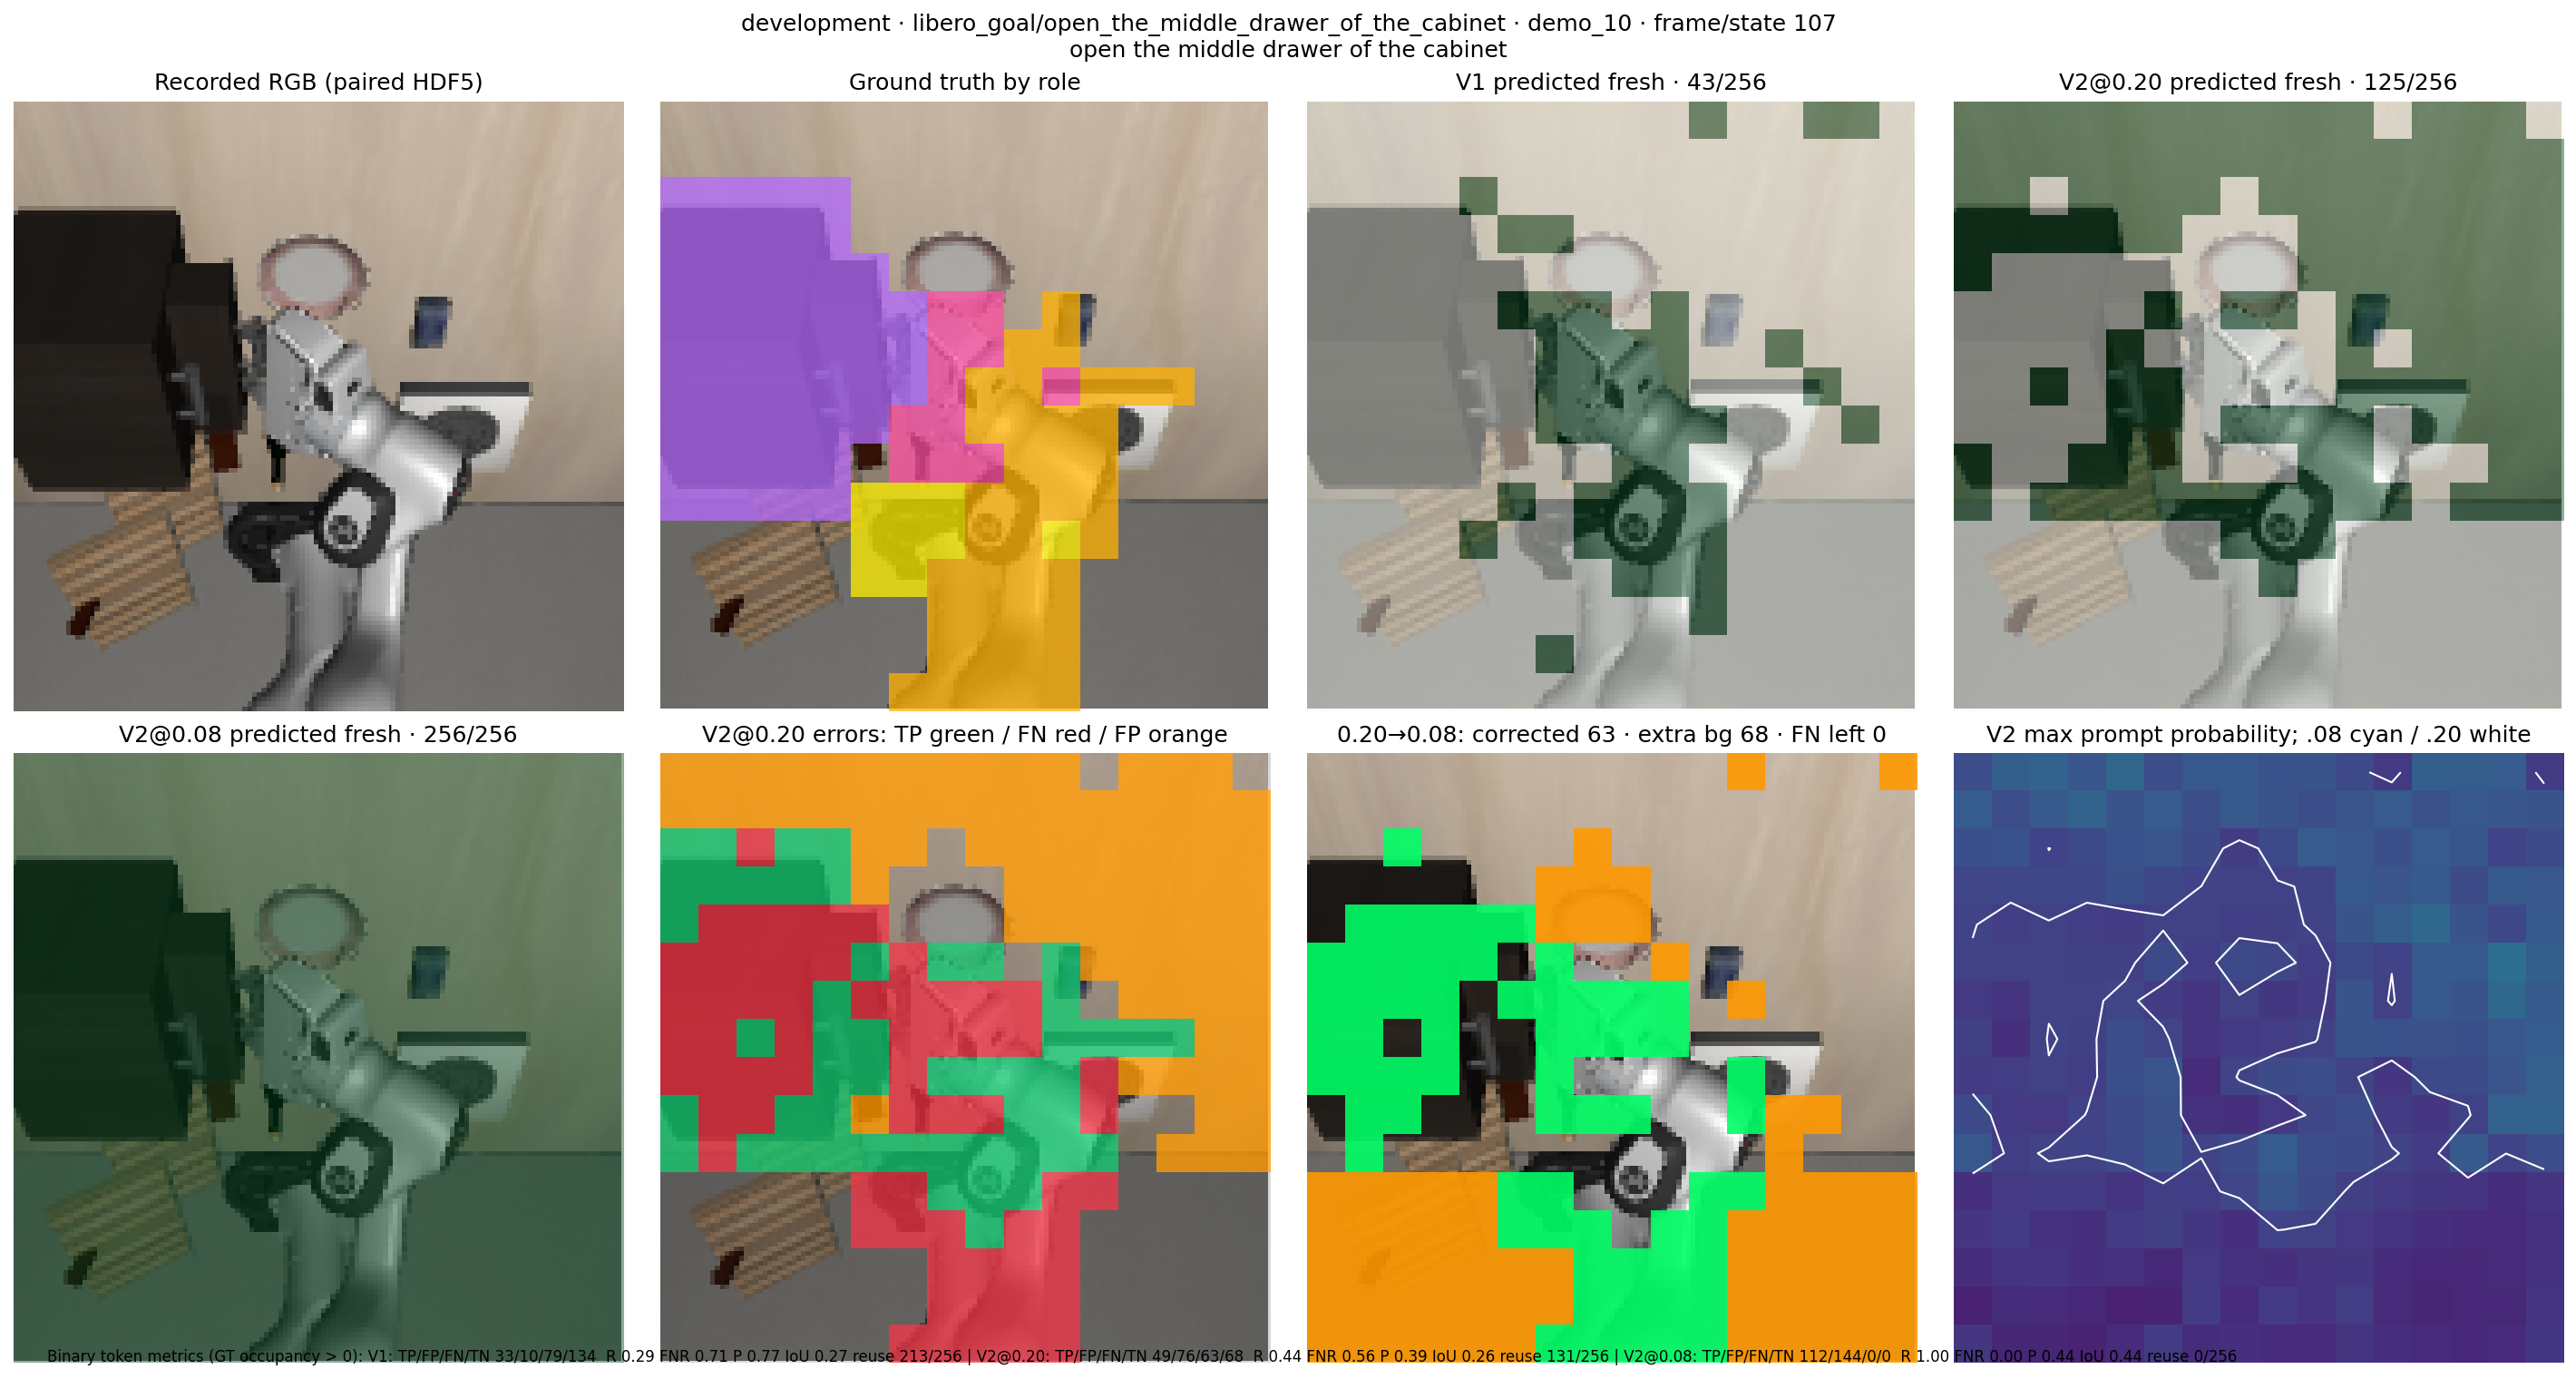 development · libero_goal/open_the_middle_drawer_of_the_cabinet · demo_10 · frame/state 107
open the middle drawer of the cabinet
Recorded RGB (paired HDF5)
Ground truth by role
V1 predicted fresh · 43/256
V2@0.20 predicted fresh · 125/256
V2@0.08 predicted fresh · 256/256
V2@0.20 errors: TP green / FN red / FP orange
0.20→0.08: corrected 63 · extra bg 68 · FN left 0
V2 max prompt probability; .08 cyan / .20 white
Binary token metrics (GT occupancy > 0): V1: TP/FP/FN/TN 33/10/79/134  R 0.29 FNR 0.71 P 0.77 IoU 0.27 reuse 213/256 | V2@0.20: TP/FP/FN/TN 49/76/63/68  R 0.44 FNR 0.56 P 0.39 IoU 0.26 reuse 131/256 | V2@0.08: TP/FP/FN/TN 112/144/0/0  R 1.00 FNR 0.00 P 0.44 IoU 0.44 reuse 0/256